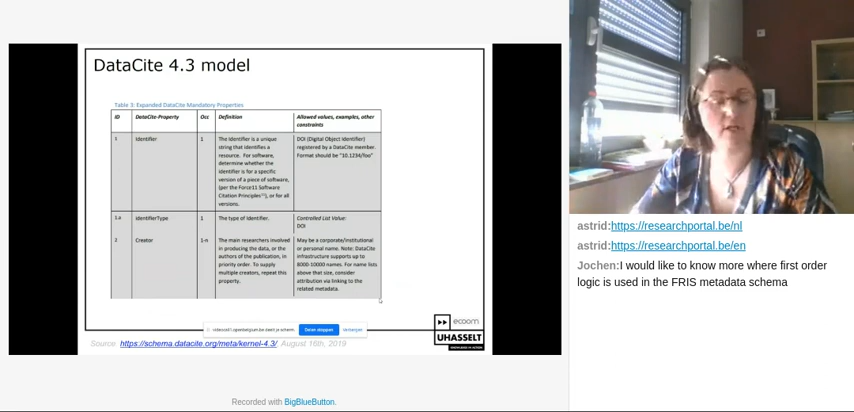 DataCite 4.3 model
Table 3: Expanded DataCite Mandatory Properties
ID DataCite-Property Occ Definition Allowed values, examples, other
constraints
1 Identifier 1 The Identifier is a unique DOI (Digital Object Identifier)
string that identifies a registered by a DataCite member.
resource. For software, Format should be "10.1234/foo"
determine whether the
identifier is for a specific
version of a piece of software,
(per the Force11 Software
Citation Principles), or for all
versions.
1.a identifierType 1 The type of Identifier. Controlled List Value:
DOI
2 Creator 1-n The main researchers involved May be a corporate/institutional
in producing the data, or the or personal name. Note: DataCite
authors of the publication, in infrastructure supports up to
priority order. To supply 8000-10000 names. For name lists
multiple creators, repeat this above that size, consider
property. attribution via linking to the
related metadata.
Delen stoppen Verbergen
ecoom
UHASSELT
Source: https://schema.datacite.org/meta/kernel-4.3/ August 16th, 2019
Recorded with BigBlueButton.
astrid:https://researchportal.be/nl
astrid:https://researchportal.be/en
Jochen:I would like to know more where first order
logic is used in the FRIS metadata schema